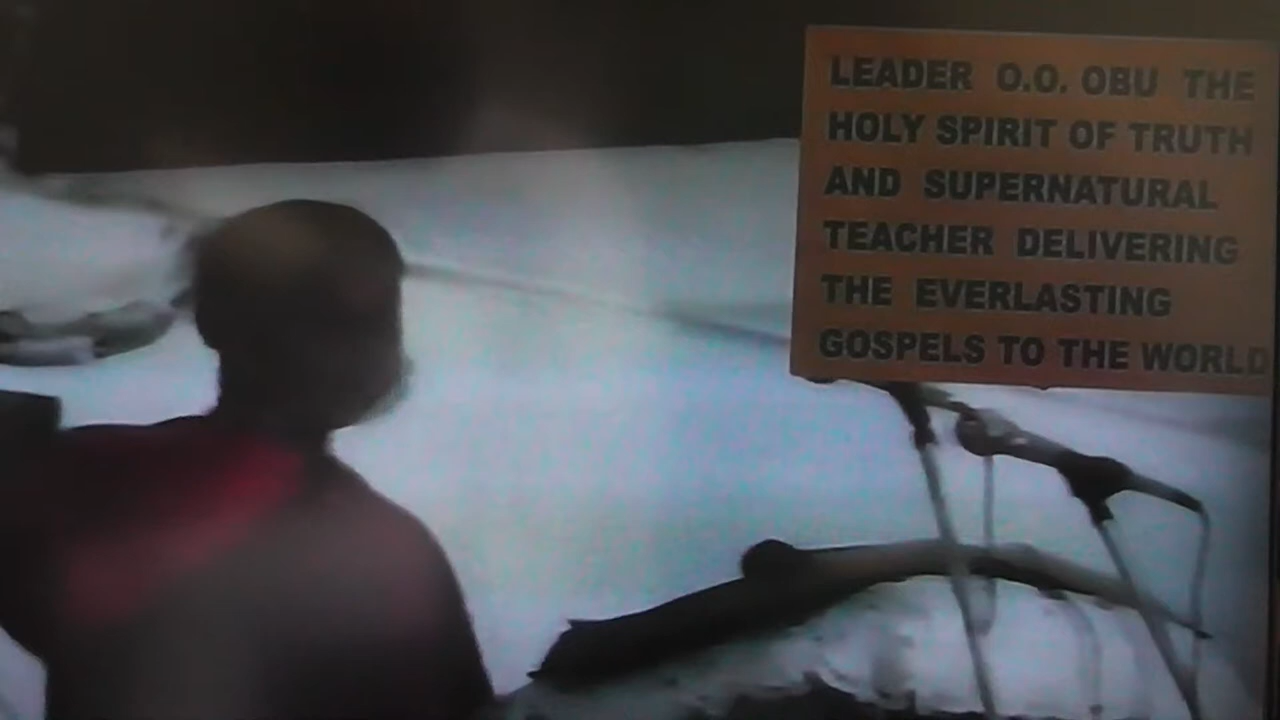 LEADER O.O. OBU THE
HOLY SPIRIT OF TRUTH
AND SUPERNATURAL
TEACHER DELIVERING
THE EVERLASTING
GOSPELS TO THE WORLD